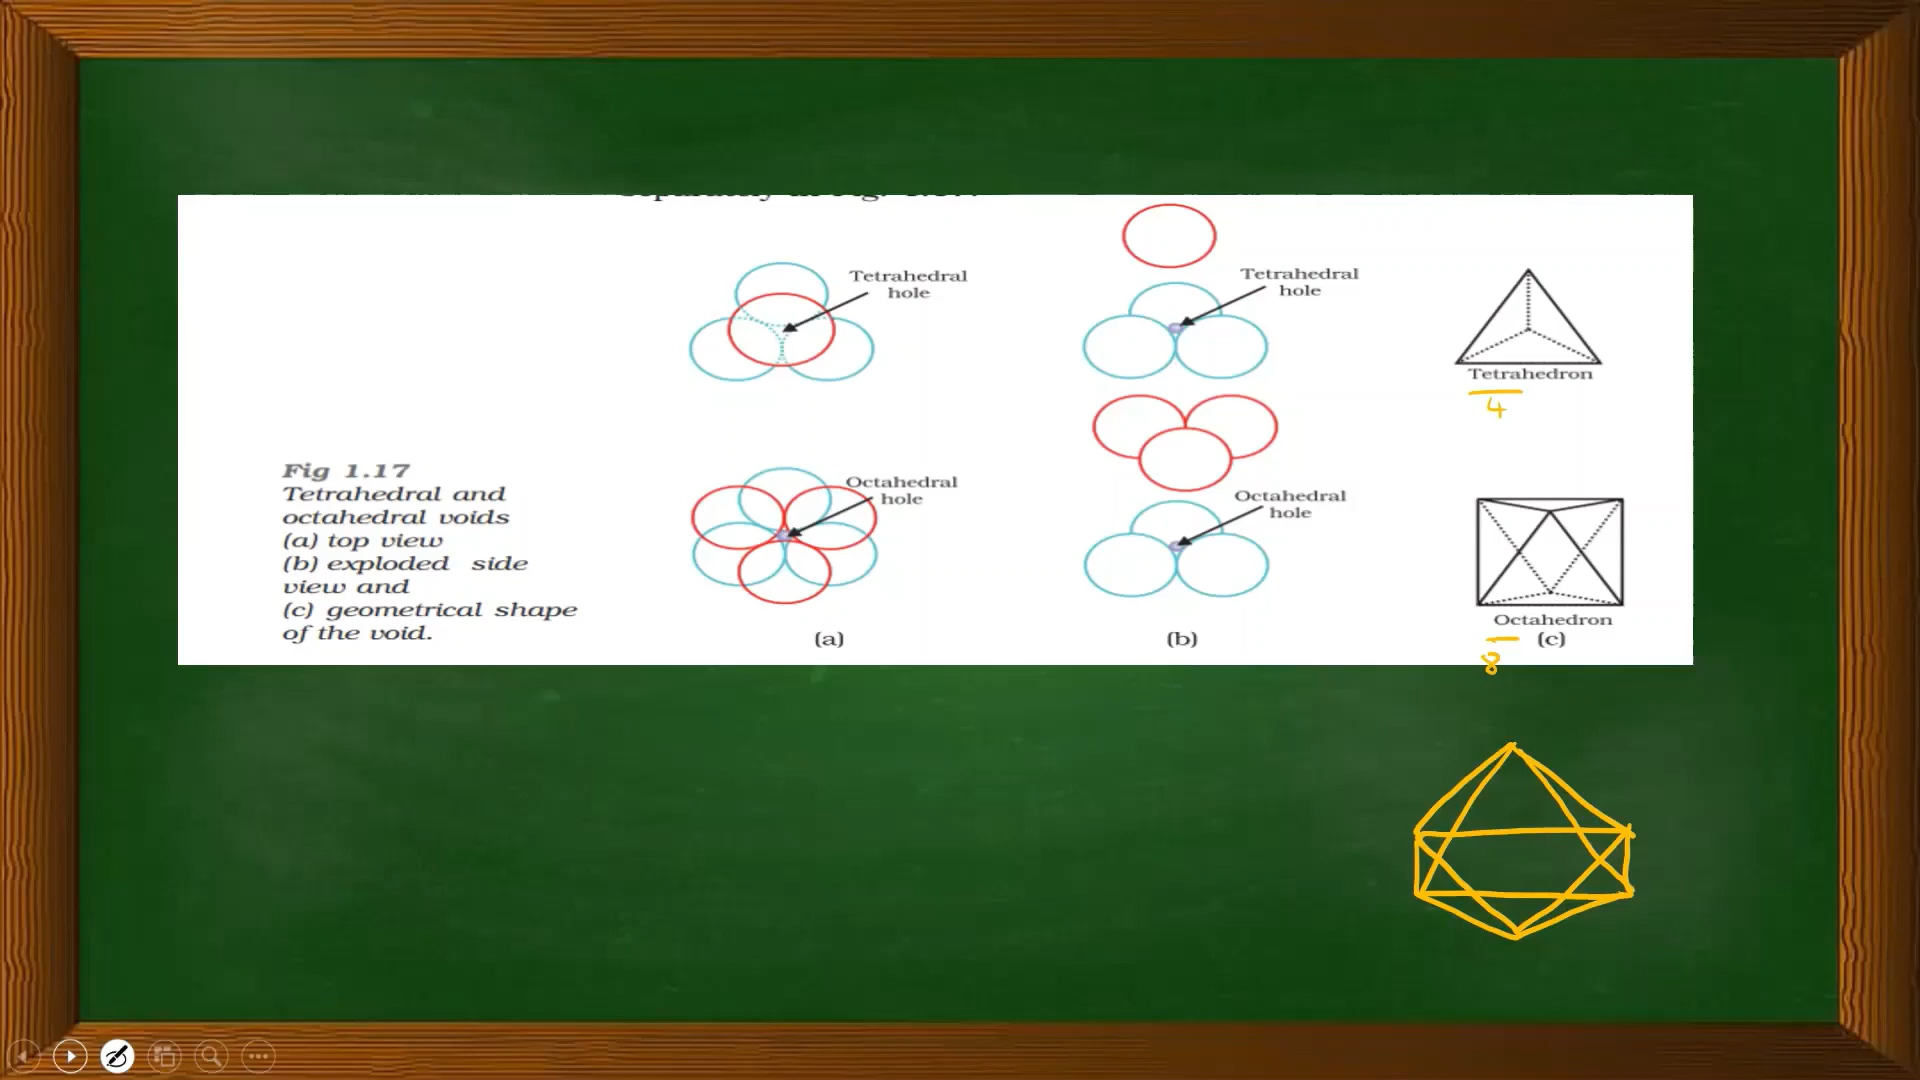 Tetrahedral
hole
Tetrahedral
hole
Tetrahedron
4
Fig 1.17
Tetrahedral and
octahedral voids
(a) top view
(b) exploded side
view and
(c) geometrical shape
of the void.
Octahedral
hole
(a)
Octahedral
hole
(b)
Octahedron
(c)
8